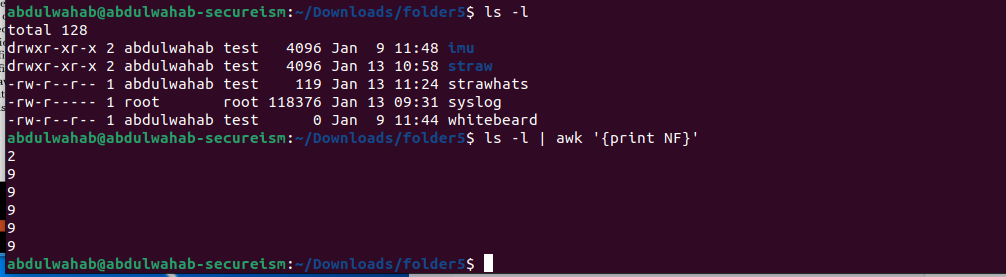 abdulwahab@abdulwahab-secureism:~/Downloads/folder5$ ls -l
total 128
drwxr-xr-x 2 abdulwahab test   4096 Jan  9 11:48 imu
drwxr-xr-x 2 abdulwahab test   4096 Jan 13 10:58 straw
-rw-r--r-- 1 abdulwahab test    119 Jan 13 11:24 strawhats
-rw-r----- 1 root       root 118376 Jan 13 09:31 syslog
-rw-r--r-- 1 abdulwahab test      0 Jan  9 11:44 whitebeard
abdulwahab@abdulwahab-secureism:~/Downloads/folder5$ ls -l | awk '{print NF}'
2
9
9
9
9
9
abdulwahab@abdulwahab-secureism:~/Downloads/folder5$